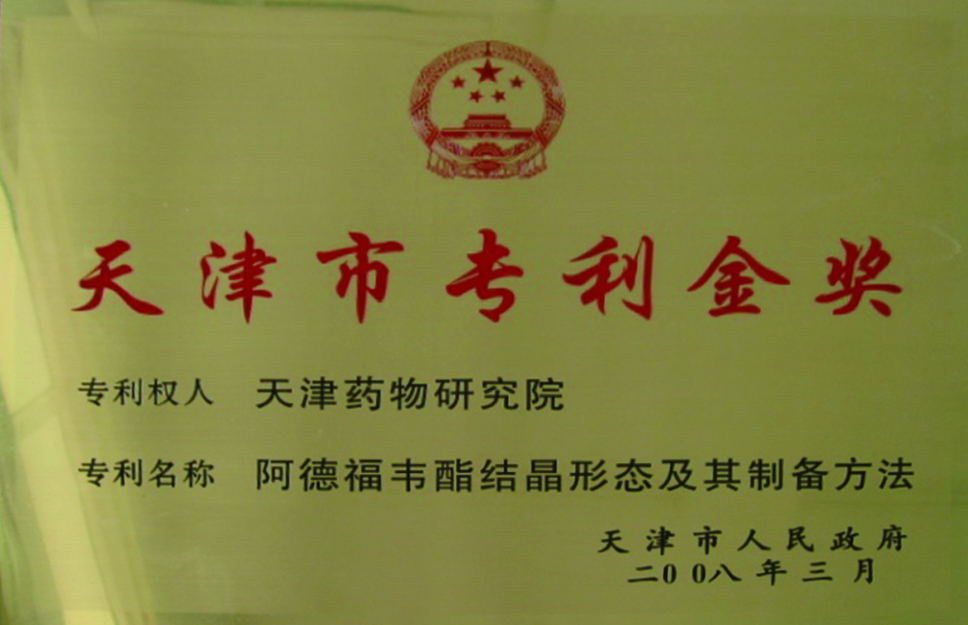 天津市专利金奖
专利权人 天津药物研究院
专利名称 阿德福韦酯结晶形态及其制备方法
天津市人民政府
二00八年三月